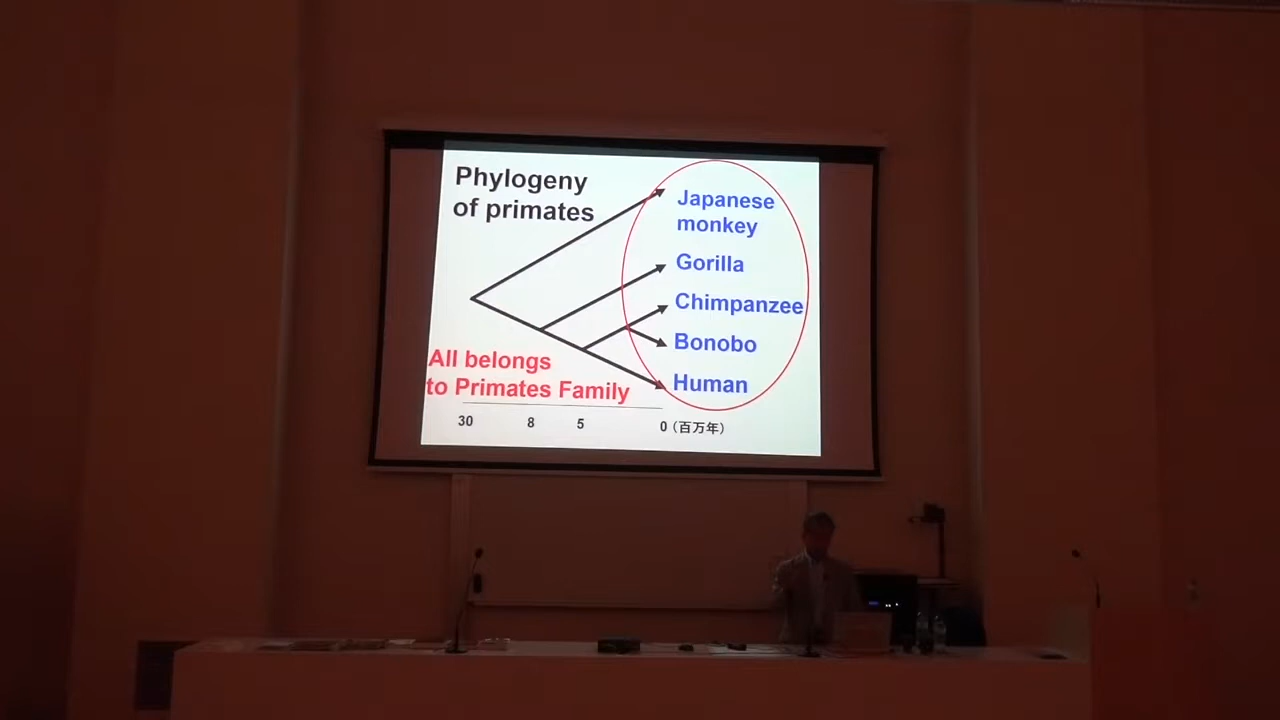 Phylogeny
of primates
Japanese
monkey
Gorilla
Chimpanzee
Bonobo
Human
All belongs
to Primates Family
30 8 5 0 (百万年)